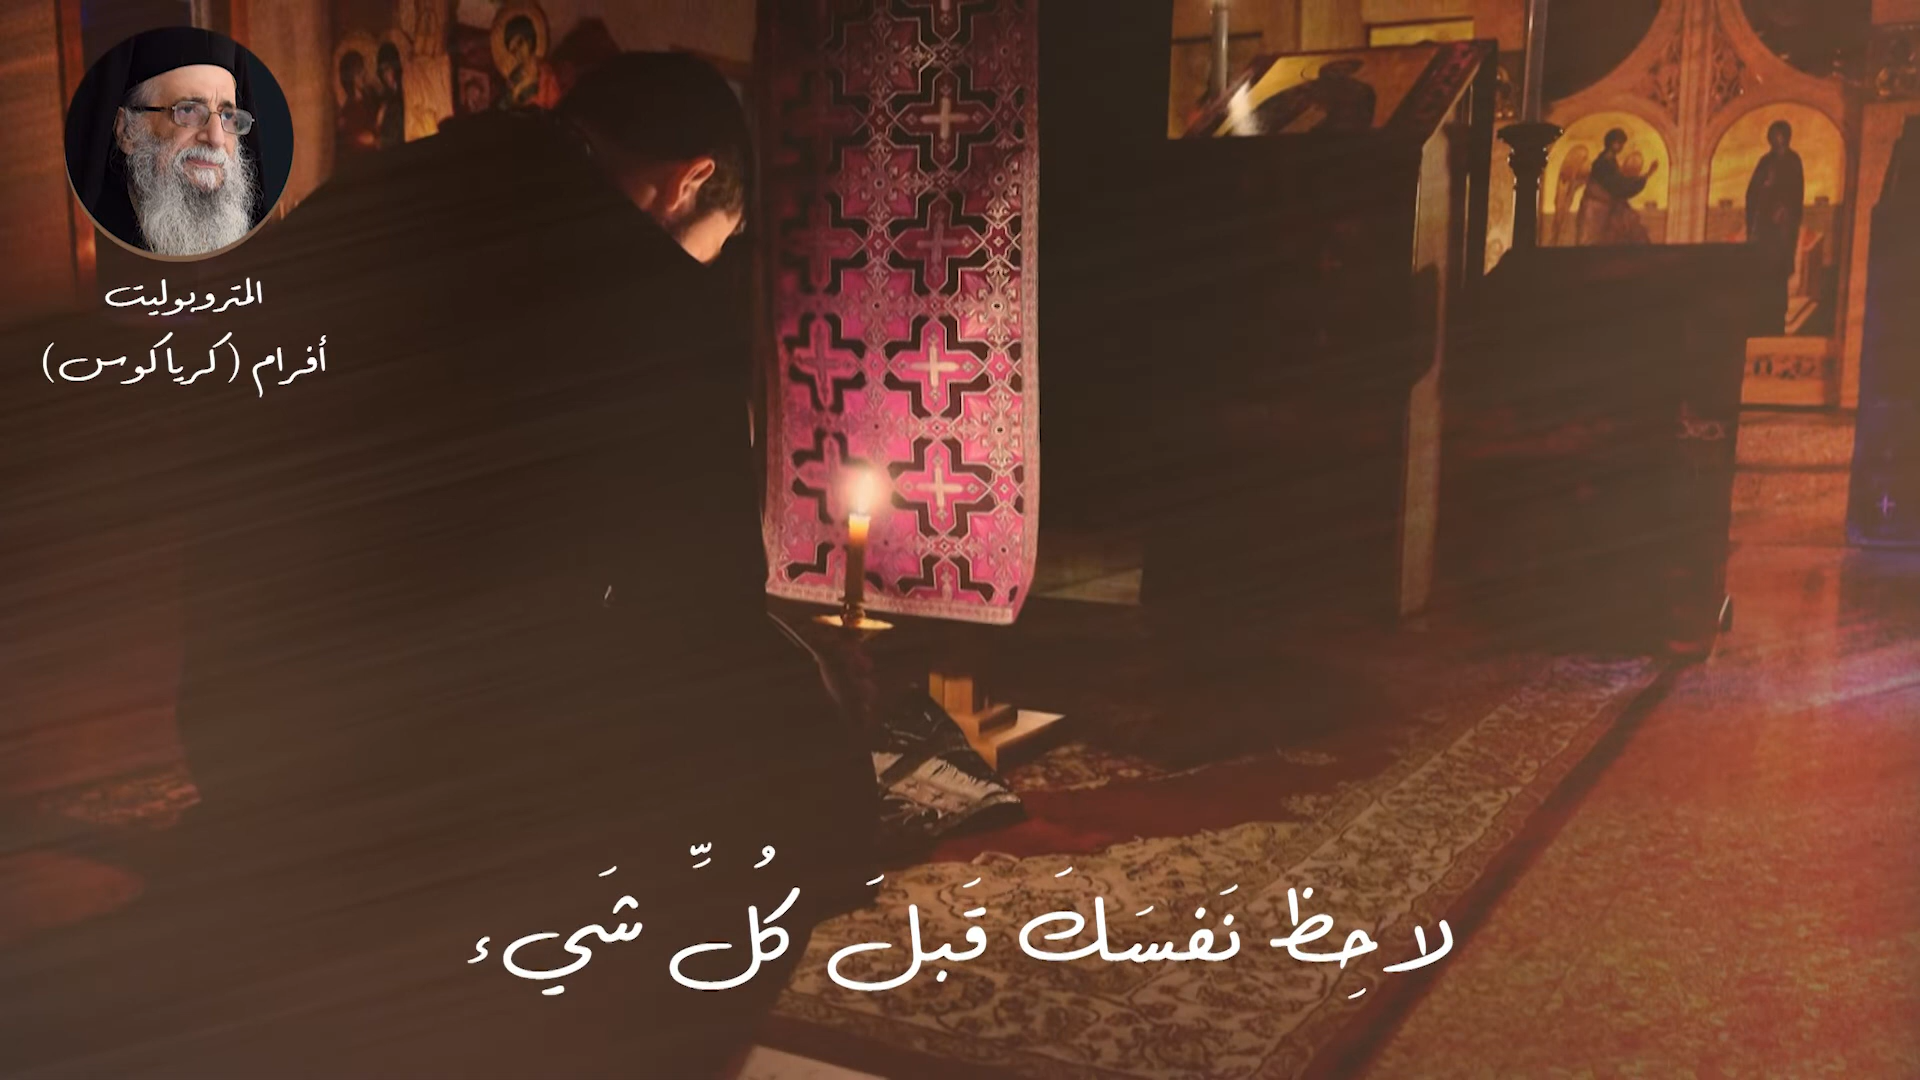 المتروبوليت
أفرام (كرياكوس)
لاحِظ نَفسَكَ قَبلَ كُلِّ شَيء